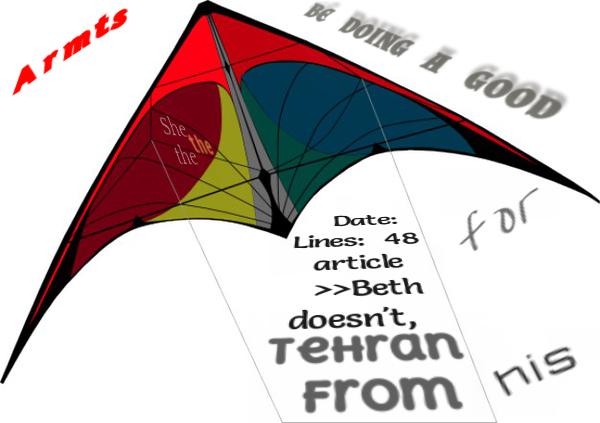 Armts
BE DOING A GOOD
She
the
the
for
Date:
Lines: 48
article
>>Beth
doesn't,
Tehran
From
his